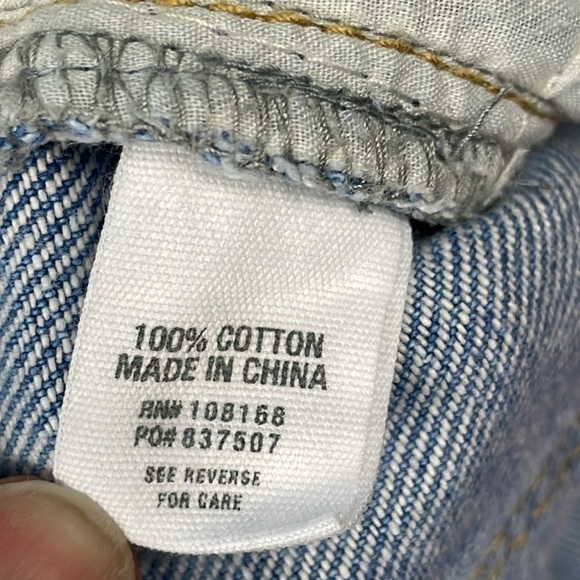 100% COTTON
MADE IN CHINA
RN# 108168
PO# 837507
SEE REVERSE
FOR CARE